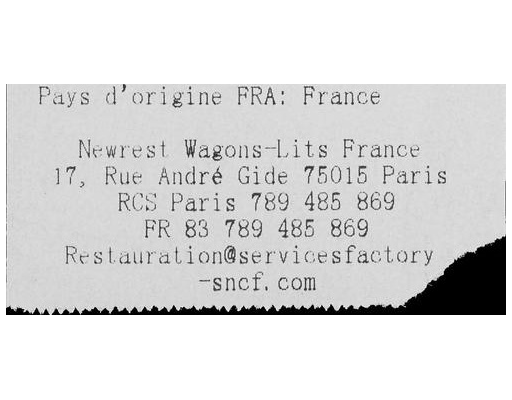 Pays d'origine FRA: France
Newrest Wagons-Lits France
17, Rue André Gide 75015 Paris
RCS Paris 789 485 869
FR 83 789 485 869
Restauration@servicesfactory
-sncf.com